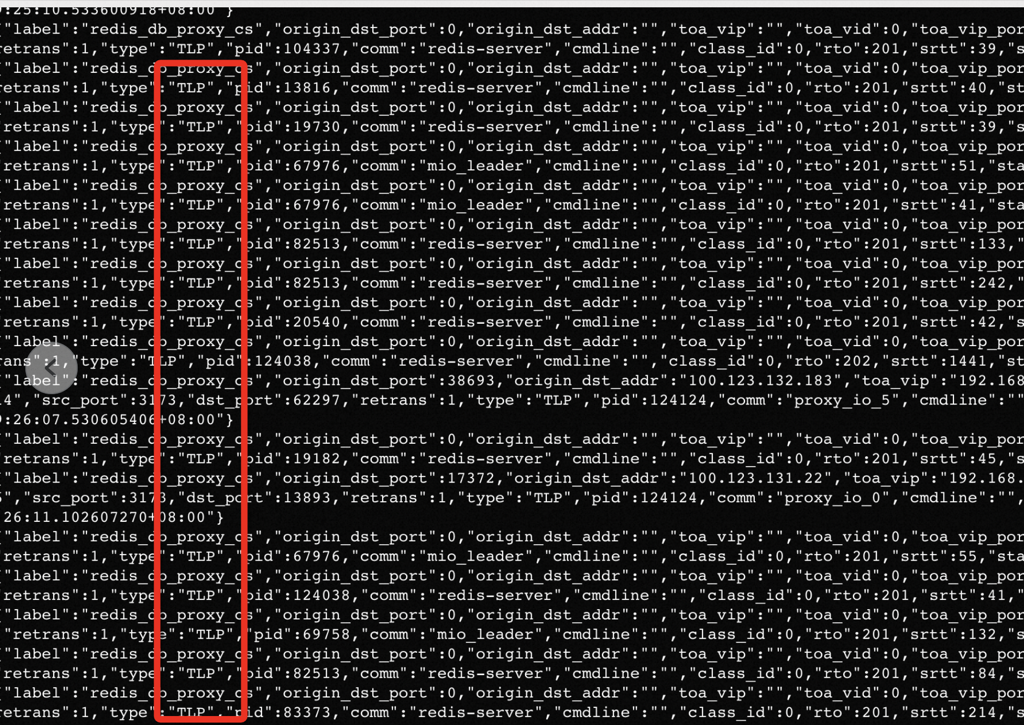 :25:10.533600918+08:00"}
"label":"redis_db_proxy_cs","origin_dst_port":0,"origin_dst_addr":"","toa_vip":"","toa_vid":0,"toa_vip_por
retrans":1,"type":"TLP","pid":104337,"comm":"redis-server","cmdline":"","class_id":0,"rto":201,"srtt":39,"s
"label":"redis_db_proxy_cs","origin_dst_port":0,"origin_dst_addr":"","toa_vip":"","toa_vid":0,"toa_vip_por
retrans":1,"type":"TLP","pid":13816,"comm":"redis-server","cmdline":"","class_id":0,"rto":201,"srtt":40,"st
"label":"redis_db_proxy_cs","origin_dst_port":0,"origin_dst_addr":"","toa_vip":"","toa_vid":0,"toa_vip_por
retrans":1,"type":"TLP","pid":19730,"comm":"redis-server","cmdline":"","class_id":0,"rto":201,"srtt":39,"s
"label":"redis_db_proxy_cs","origin_dst_port":0,"origin_dst_addr":"","toa_vip":"","toa_vid":0,"toa_vip_por
retrans":1,"type":"TLP","pid":67976,"comm":"mio_leader","cmdline":"","class_id":0,"rto":201,"srtt":51,"sta
"label":"redis_db_proxy_cs","origin_dst_port":0,"origin_dst_addr":"","toa_vip":"","toa_vid":0,"toa_vip_por
retrans":1,"type":"TLP","pid":67976,"comm":"mio_leader","cmdline":"","class_id":0,"rto":201,"srtt":41,"sta
"label":"redis_db_proxy_cs","origin_dst_port":0,"origin_dst_addr":"","toa_vip":"","toa_vid":0,"toa_vip_por
retrans":1,"type":"TLP","pid":82513,"comm":"redis-server","cmdline":"","class_id":0,"rto":201,"srtt":133,"
"label":"redis_db_proxy_cs","origin_dst_port":0,"origin_dst_addr":"","toa_vip":"","toa_vid":0,"toa_vip_por
retrans":1,"type":"TLP","pid":82513,"comm":"redis-server","cmdline":"","class_id":0,"rto":201,"srtt":242,"
"label":"redis_db_proxy_cs","origin_dst_port":0,"origin_dst_addr":"","toa_vip":"","toa_vid":0,"toa_vip_por
retrans":1,"type":"TLP","pid":20540,"comm":"redis-server","cmdline":"","class_id":0,"rto":201,"srtt":42,"s
"label":"redis_db_proxy_cs","origin_dst_port":0,"origin_dst_addr":"","toa_vip":"","toa_vid":0,"toa_vip_por
rans":1,"type":"TLP","pid":124038,"comm":"redis-server","cmdline":"","class_id":0,"rto":202,"srtt":1441,"st
"label":"redis_db_proxy_cs","origin_dst_port":38693,"origin_dst_addr":"100.123.132.183","toa_vip":"192.168
4","src_port":3173,"dst_port":62297,"retrans":1,"type":"TLP","pid":124124,"comm":"proxy_io_5","cmdline":""
:26:07.530605406+08:00"}
"label":"redis_db_proxy_cs","origin_dst_port":0,"origin_dst_addr":"","toa_vip":"","toa_vid":0,"toa_vip_por
retrans":1,"type":"TLP","pid":19182,"comm":"redis-server","cmdline":"","class_id":0,"rto":201,"srtt":45,"s
"label":"redis_db_proxy_cs","origin_dst_port":17372,"origin_dst_addr":"100.123.131.22","toa_vip":"192.168.
","src_port":3173,"dst_port":13893,"retrans":1,"type":"TLP","pid":124124,"comm":"proxy_io_0","cmdline":"",
26:11.102607270+08:00"}
"label":"redis_db_proxy_cs","origin_dst_port":0,"origin_dst_addr":"","toa_vip":"","toa_vid":0,"toa_vip_por
retrans":1,"type":"TLP","pid":67976,"comm":"mio_leader","cmdline":"","class_id":0,"rto":201,"srtt":55,"sta
"label":"redis_db_proxy_cs","origin_dst_port":0,"origin_dst_addr":"","toa_vip":"","toa_vid":0,"toa_vip_por
retrans":1,"type":"TLP","pid":124038,"comm":"redis-server","cmdline":"","class_id":0,"rto":201,"srtt":41,"
"label":"redis_db_proxy_cs","origin_dst_port":0,"origin_dst_addr":"","toa_vip":"","toa_vid":0,"toa_vip_por
"retrans":1,"type":"TLP","pid":69758,"comm":"mio_leader","cmdline":"","class_id":0,"rto":201,"srtt":132,"s
"label":"redis_db_proxy_cs","origin_dst_port":0,"origin_dst_addr":"","toa_vip":"","toa_vid":0,"toa_vip_por
retrans":1,"type":"TLP","pid":82513,"comm":"redis-server","cmdline":"","class_id":0,"rto":201,"srtt":84,"s
"label":"redis_db_proxy_cs","origin_dst_port":0,"origin_dst_addr":"","toa_vip":"","toa_vid":0,"toa_vip_por
retrans":1,"type":"TLP","pid":83373,"comm":"redis-server","cmdline":"","class_id":0,"rto":201,"srtt":214,"s